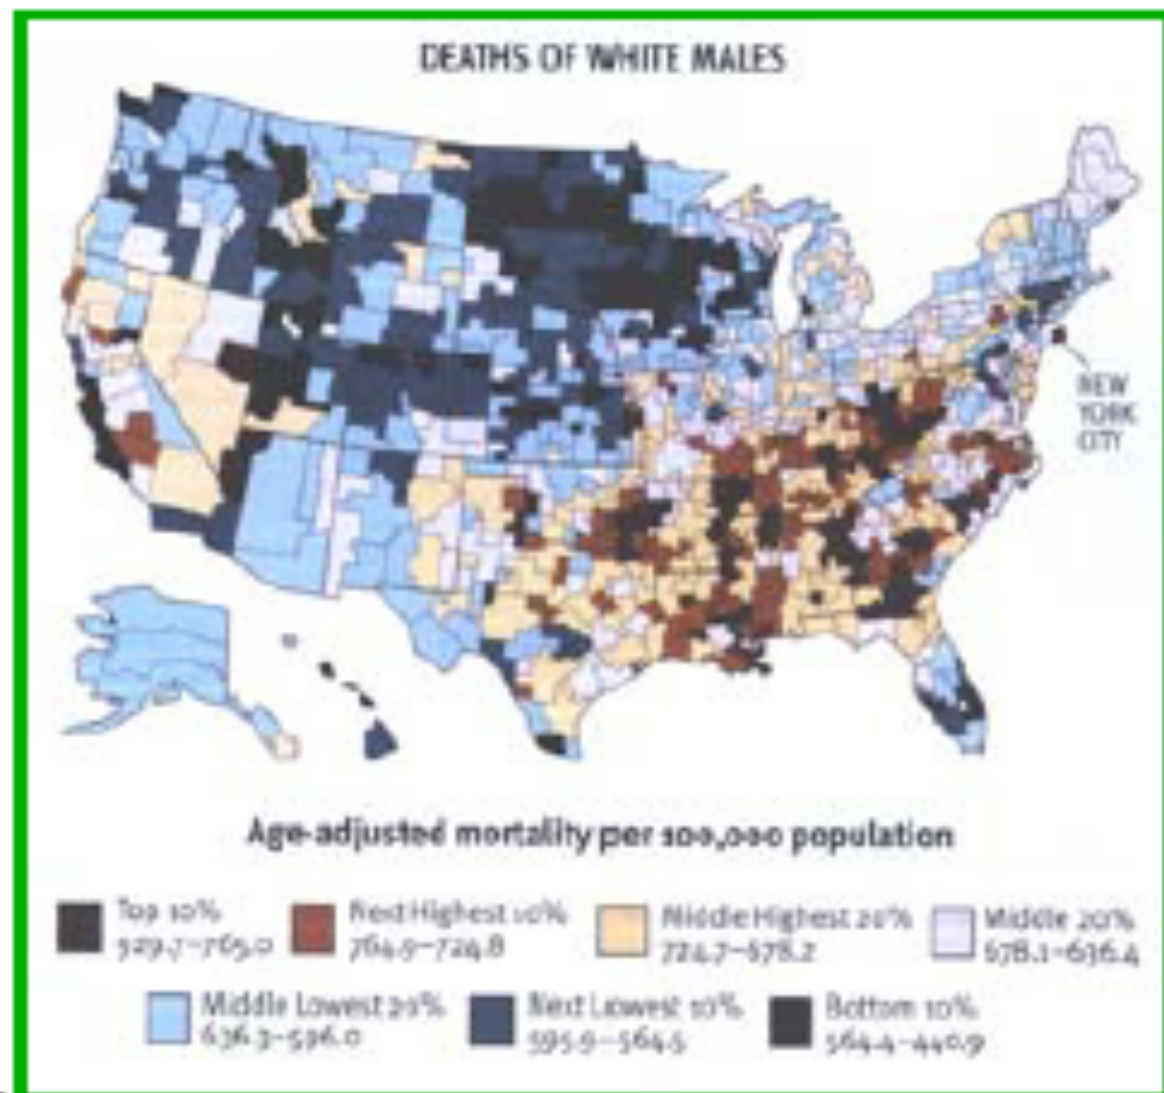 DEATHS OF WHITE MALES
NEW
YORK
CITY
Age-adjusted mortality per 100,000 population
Top 10%
929.7–765.0
Next Highest 10%
764.9–724.8
Middle Highest 20%
724.7–678.2
Middle 20%
678.1–636.4
Middle Lowest 20%
636.3–596.0
Next Lowest 10%
595.9–564.5
Bottom 10%
564.4–440.9